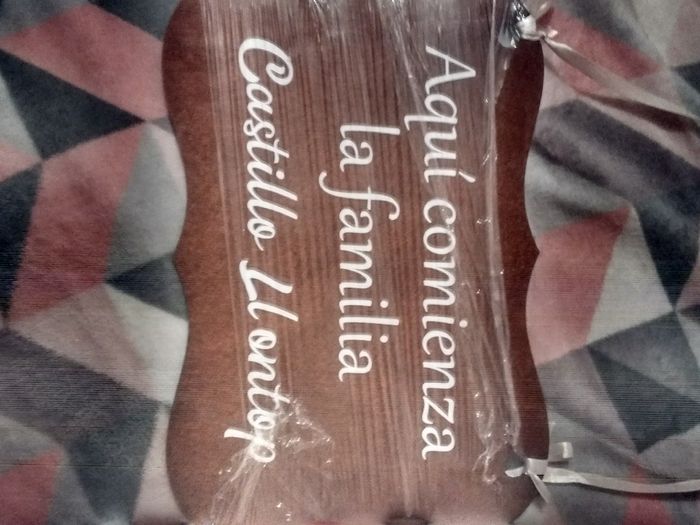 Aquí comienza
la familia
Castillo Llontop